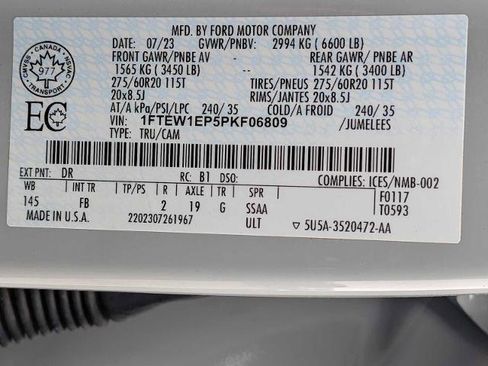 MFD. BY FORD MOTOR COMPANY
DATE: 07/23 GVWR/PNBV: 2994 KG (6600 LB)
FRONT GAWR/PNBE AV REAR GAWR/ PNBE AR
1565 KG (3450 LB) 1542 KG (3400 LB)
275/60R20 115T TIRES/PNEUS 275/60R20 115T
20x8.5J RIMS/JANTES 20x8.5J
AT/A kPa/PSI/LPC 240/ 35 COLD/A FROID 240/ 35
VIN: 1FTEW1EP5PKF06809 /JUMELEES
TYPE: TRU/CAM
CANADA
CMVSS
NSVAC
977
TRANSPORT
EC
EXT PNT: DR RC: B1 DSO: COMPLIES: ICES/NMB-002
WB INT TR TP/PS R AXLE TR SPR F0117
145 FB 2 19 G SSAA T0593
MADE IN U.S.A. 2202307261967 ULT 5U5A-3520472-AA